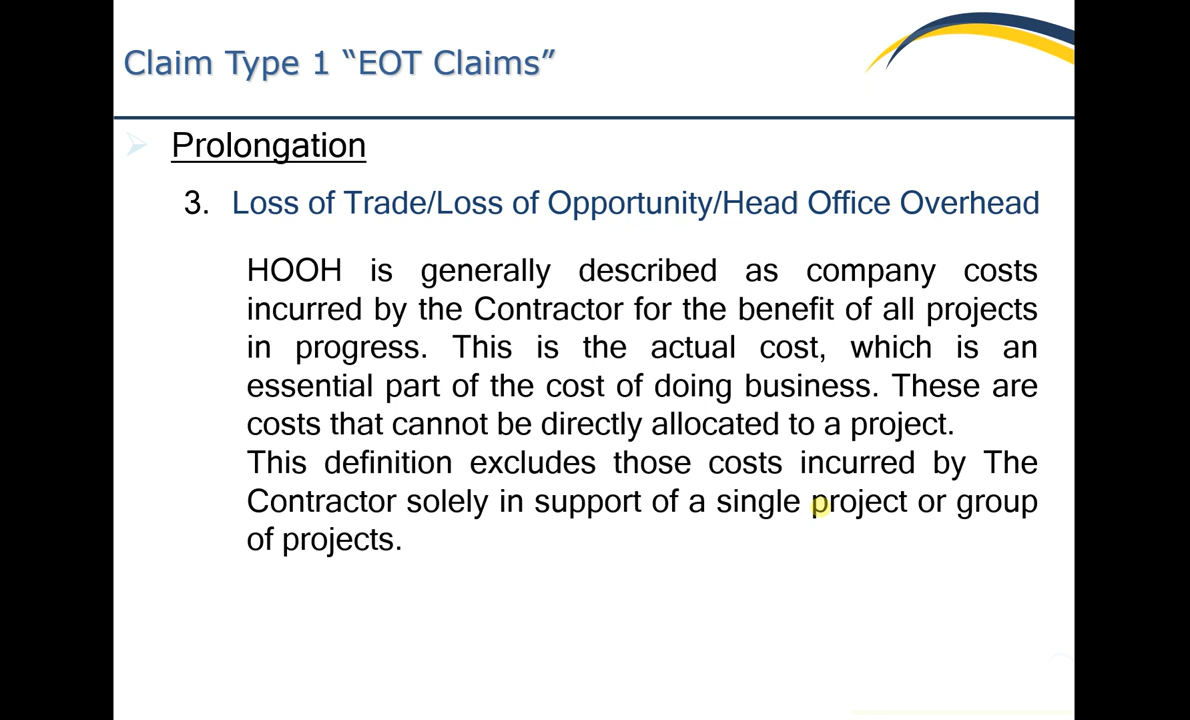 Claim Type 1 “EOT Claims”
Prolongation
3. Loss of Trade/Loss of Opportunity/Head Office Overhead
HOOH is generally described as company costs
incurred by the Contractor for the benefit of all projects
in progress. This is the actual cost, which is an
essential part of the cost of doing business. These are
costs that cannot be directly allocated to a project.
This definition excludes those costs incurred by The
Contractor solely in support of a single project or group
of projects.